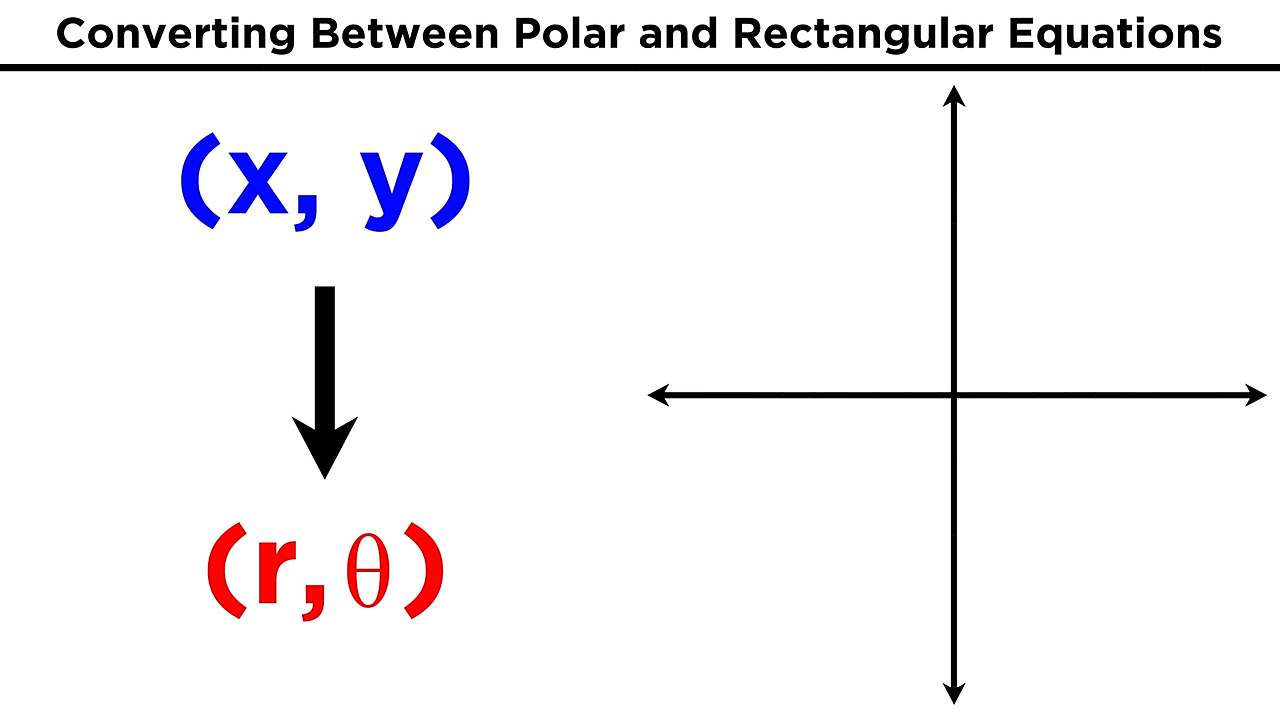 Converting Between Polar and Rectangular Equations
(x, y)
(r, θ)